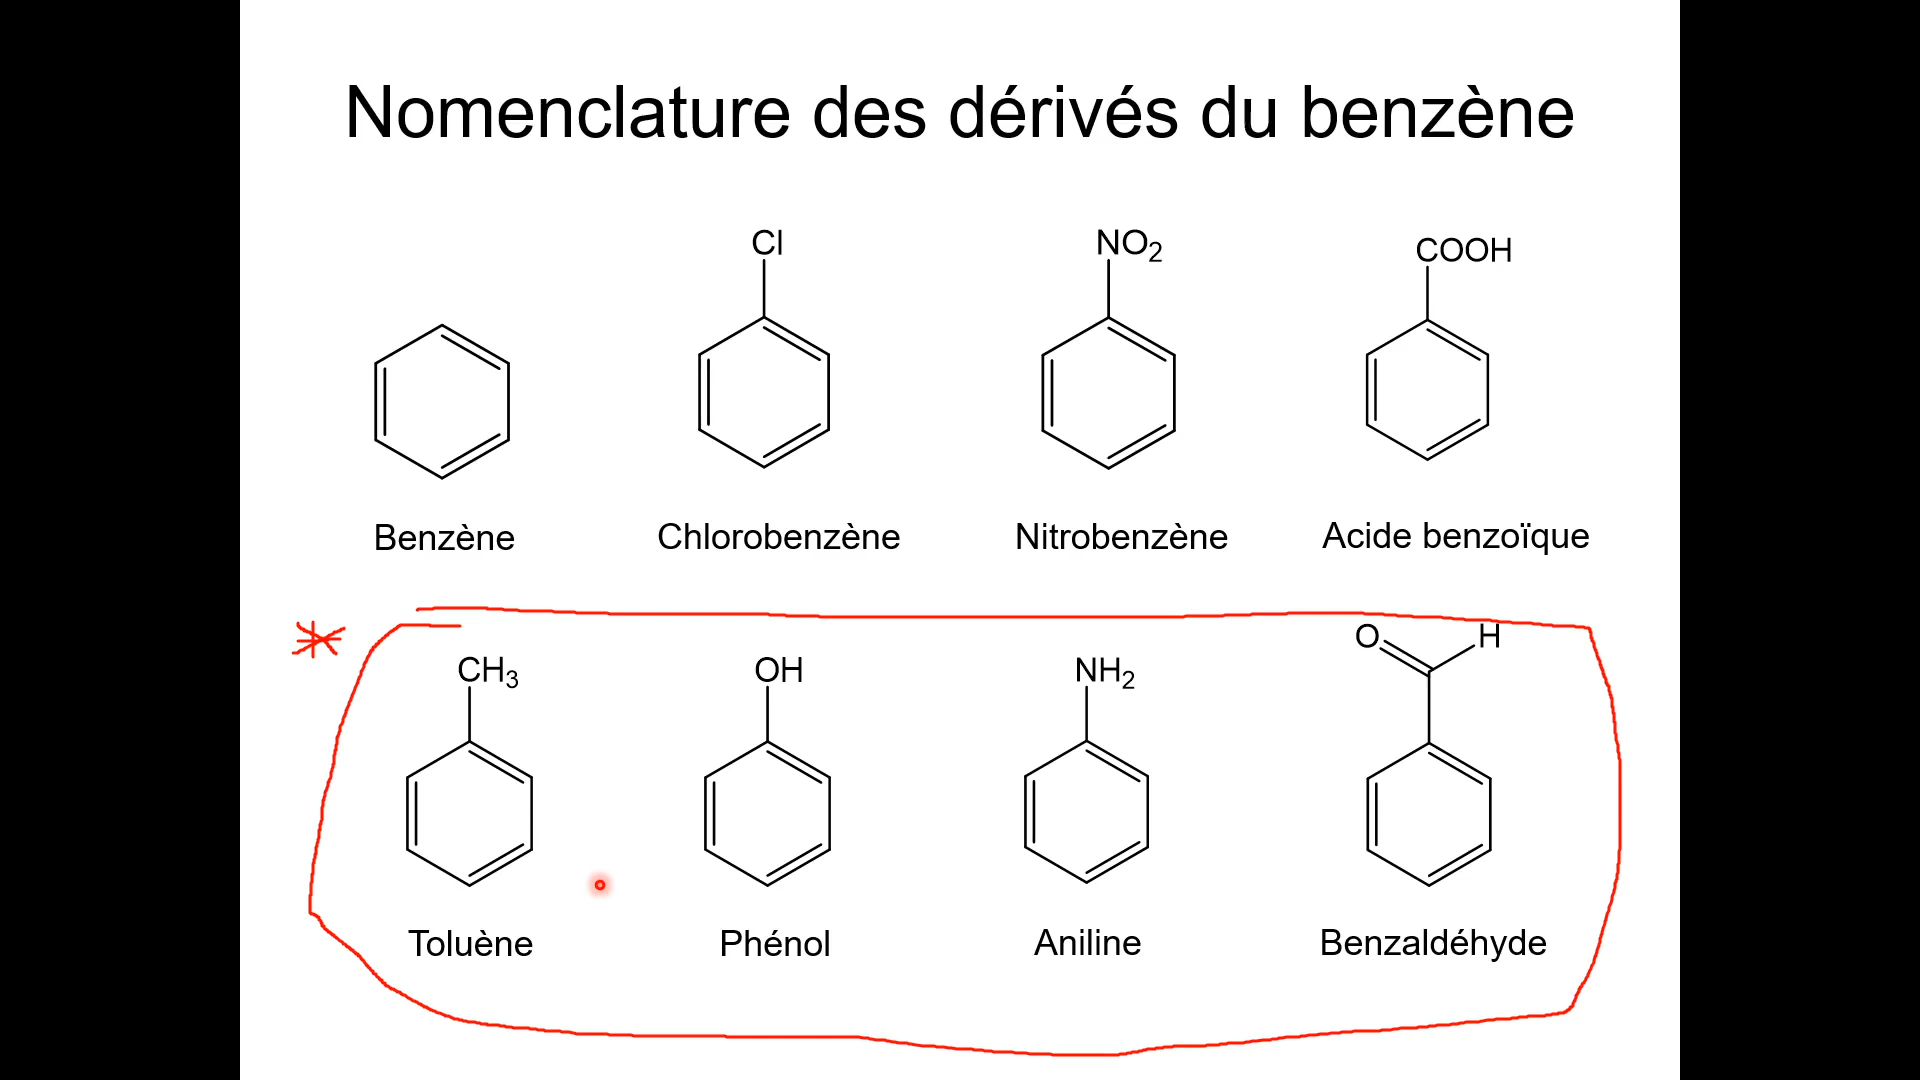 Nomenclature des dérivés du benzène
Cl NO₂ COOH
Benzène Chlorobenzène Nitrobenzène Acide benzoïque
O H
CH₃ OH NH₂
Toluène Phénol Aniline Benzaldéhyde